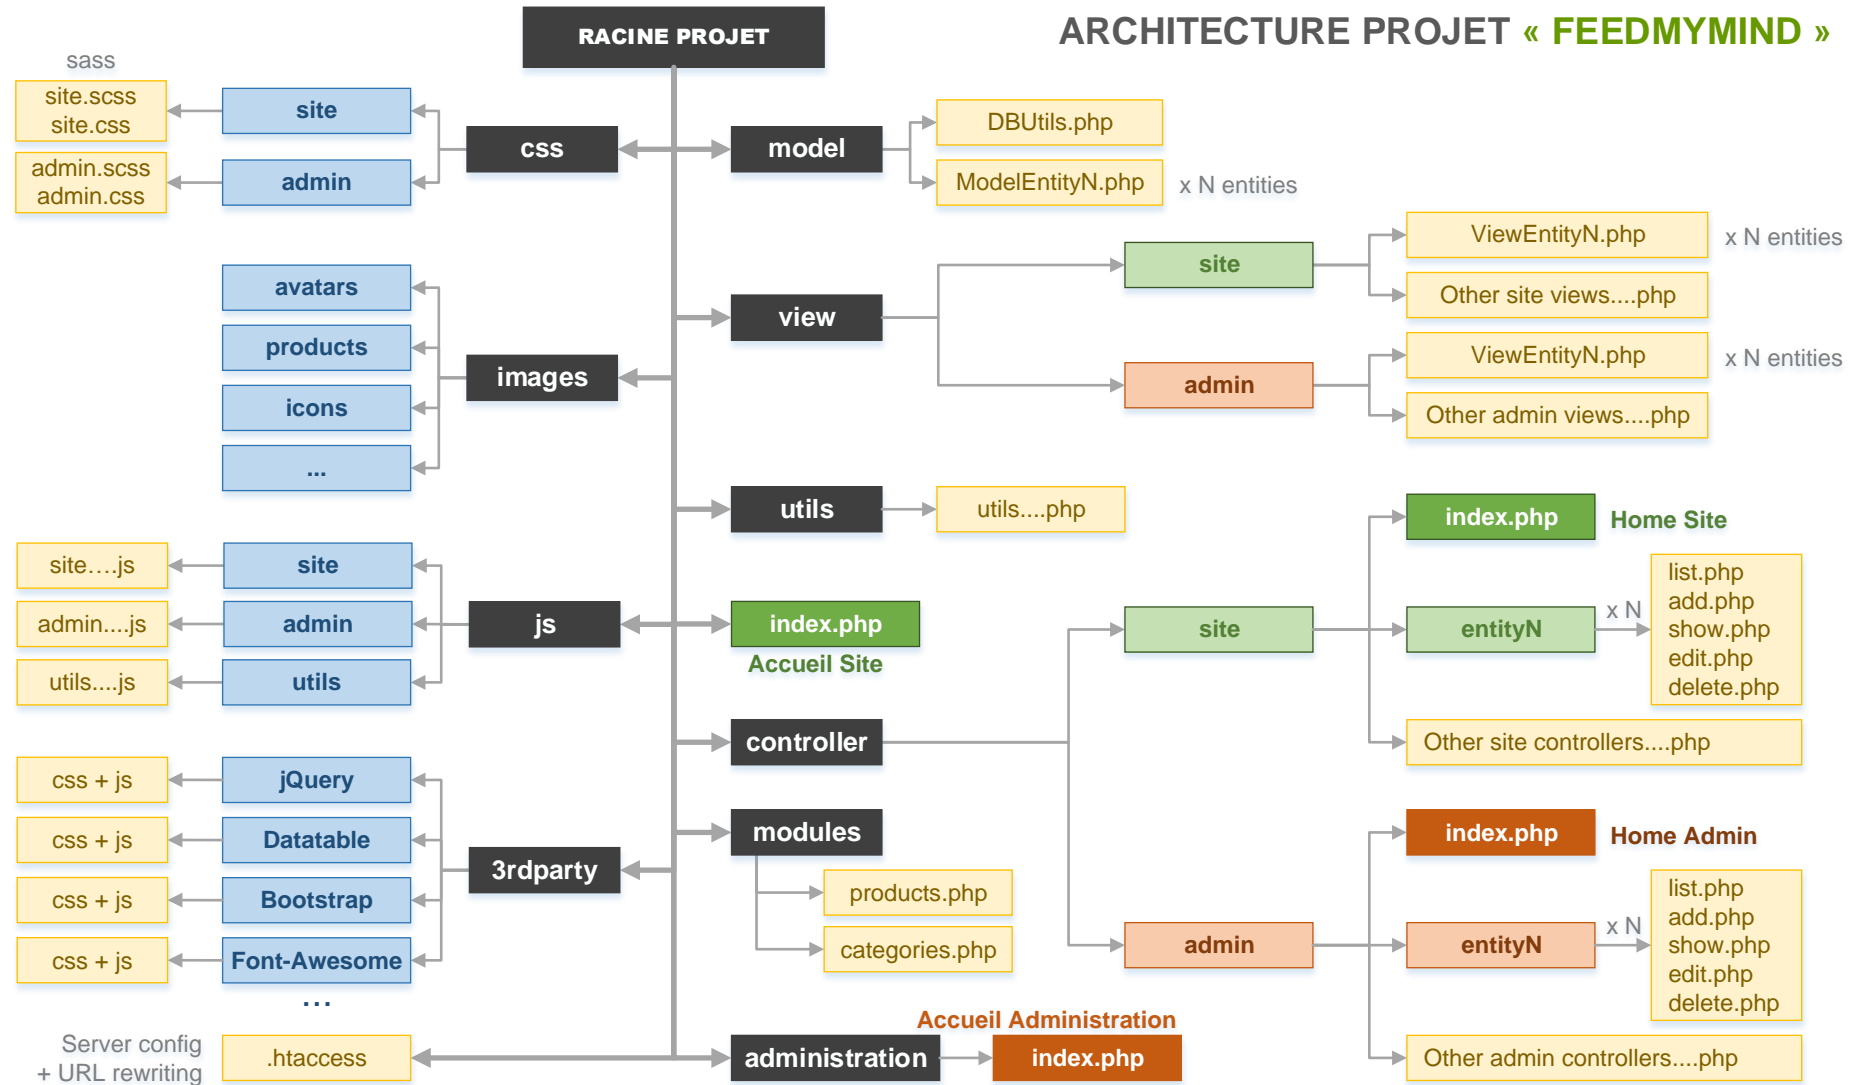 RACINE PROJET
ARCHITECTURE PROJET « FEEDMYMIND »
sass
site.scss
site.css
site
admin.scss
admin.css
admin
css
model
DBUtils.php
ModelEntityN.php
x N entities
avatars
products
icons
...
images
view
site
ViewEntityN.php
x N entities
Other site views....php
admin
ViewEntityN.php
x N entities
Other admin views....php
utils
utils....php
site....js
site
admin....js
admin
utils....js
utils
js
index.php
Accueil Site
controller
site
index.php
Home Site
entityN
x N
list.php
add.php
show.php
edit.php
delete.php
Other site controllers....php
css + js
jQuery
css + js
Datatable
css + js
Bootstrap
css + js
Font-Awesome
...
3rdparty
modules
products.php
categories.php
admin
index.php
Home Admin
entityN
x N
list.php
add.php
show.php
edit.php
delete.php
Other admin controllers....php
Server config
+ URL rewriting
.htaccess
administration
Accueil Administration
index.php